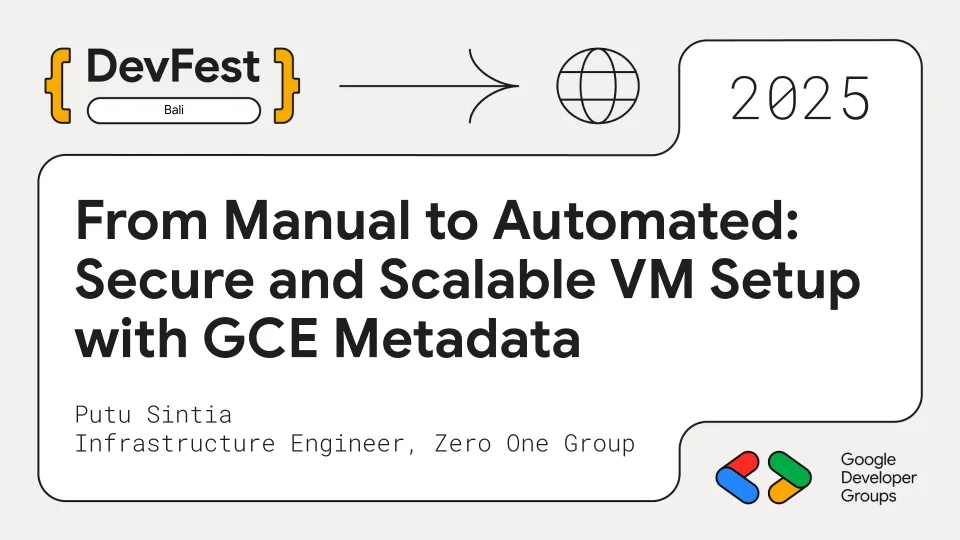 DevFest
Bali
2025
From Manual to Automated:
Secure and Scalable VM Setup
with GCE Metadata
Putu Sintia
Infrastructure Engineer, Zero One Group
Google
Developer
Groups